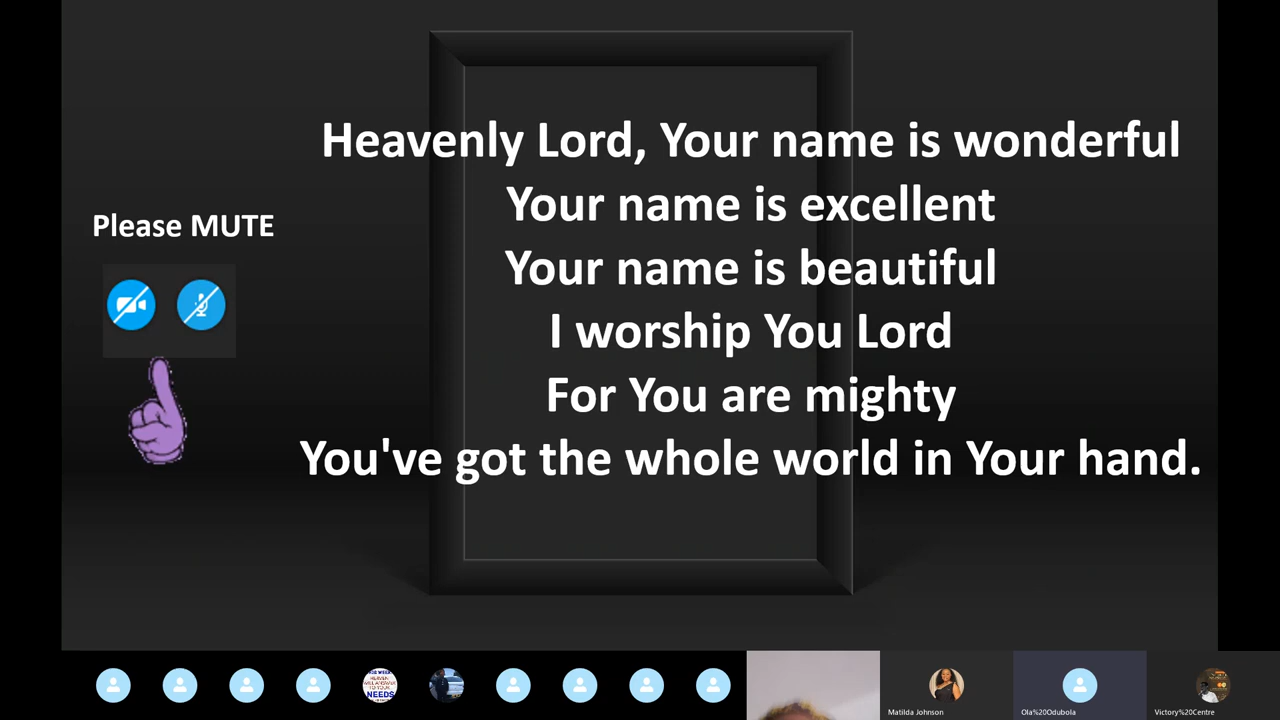 Heavenly Lord, Your name is wonderful
Your name is excellent
Your name is beautiful
I worship You Lord
For You are mighty
You've got the whole world in Your hand.
Please MUTE
NEEDS
Matilda Johnson
Ola%20Odubola
Victory%20Centre